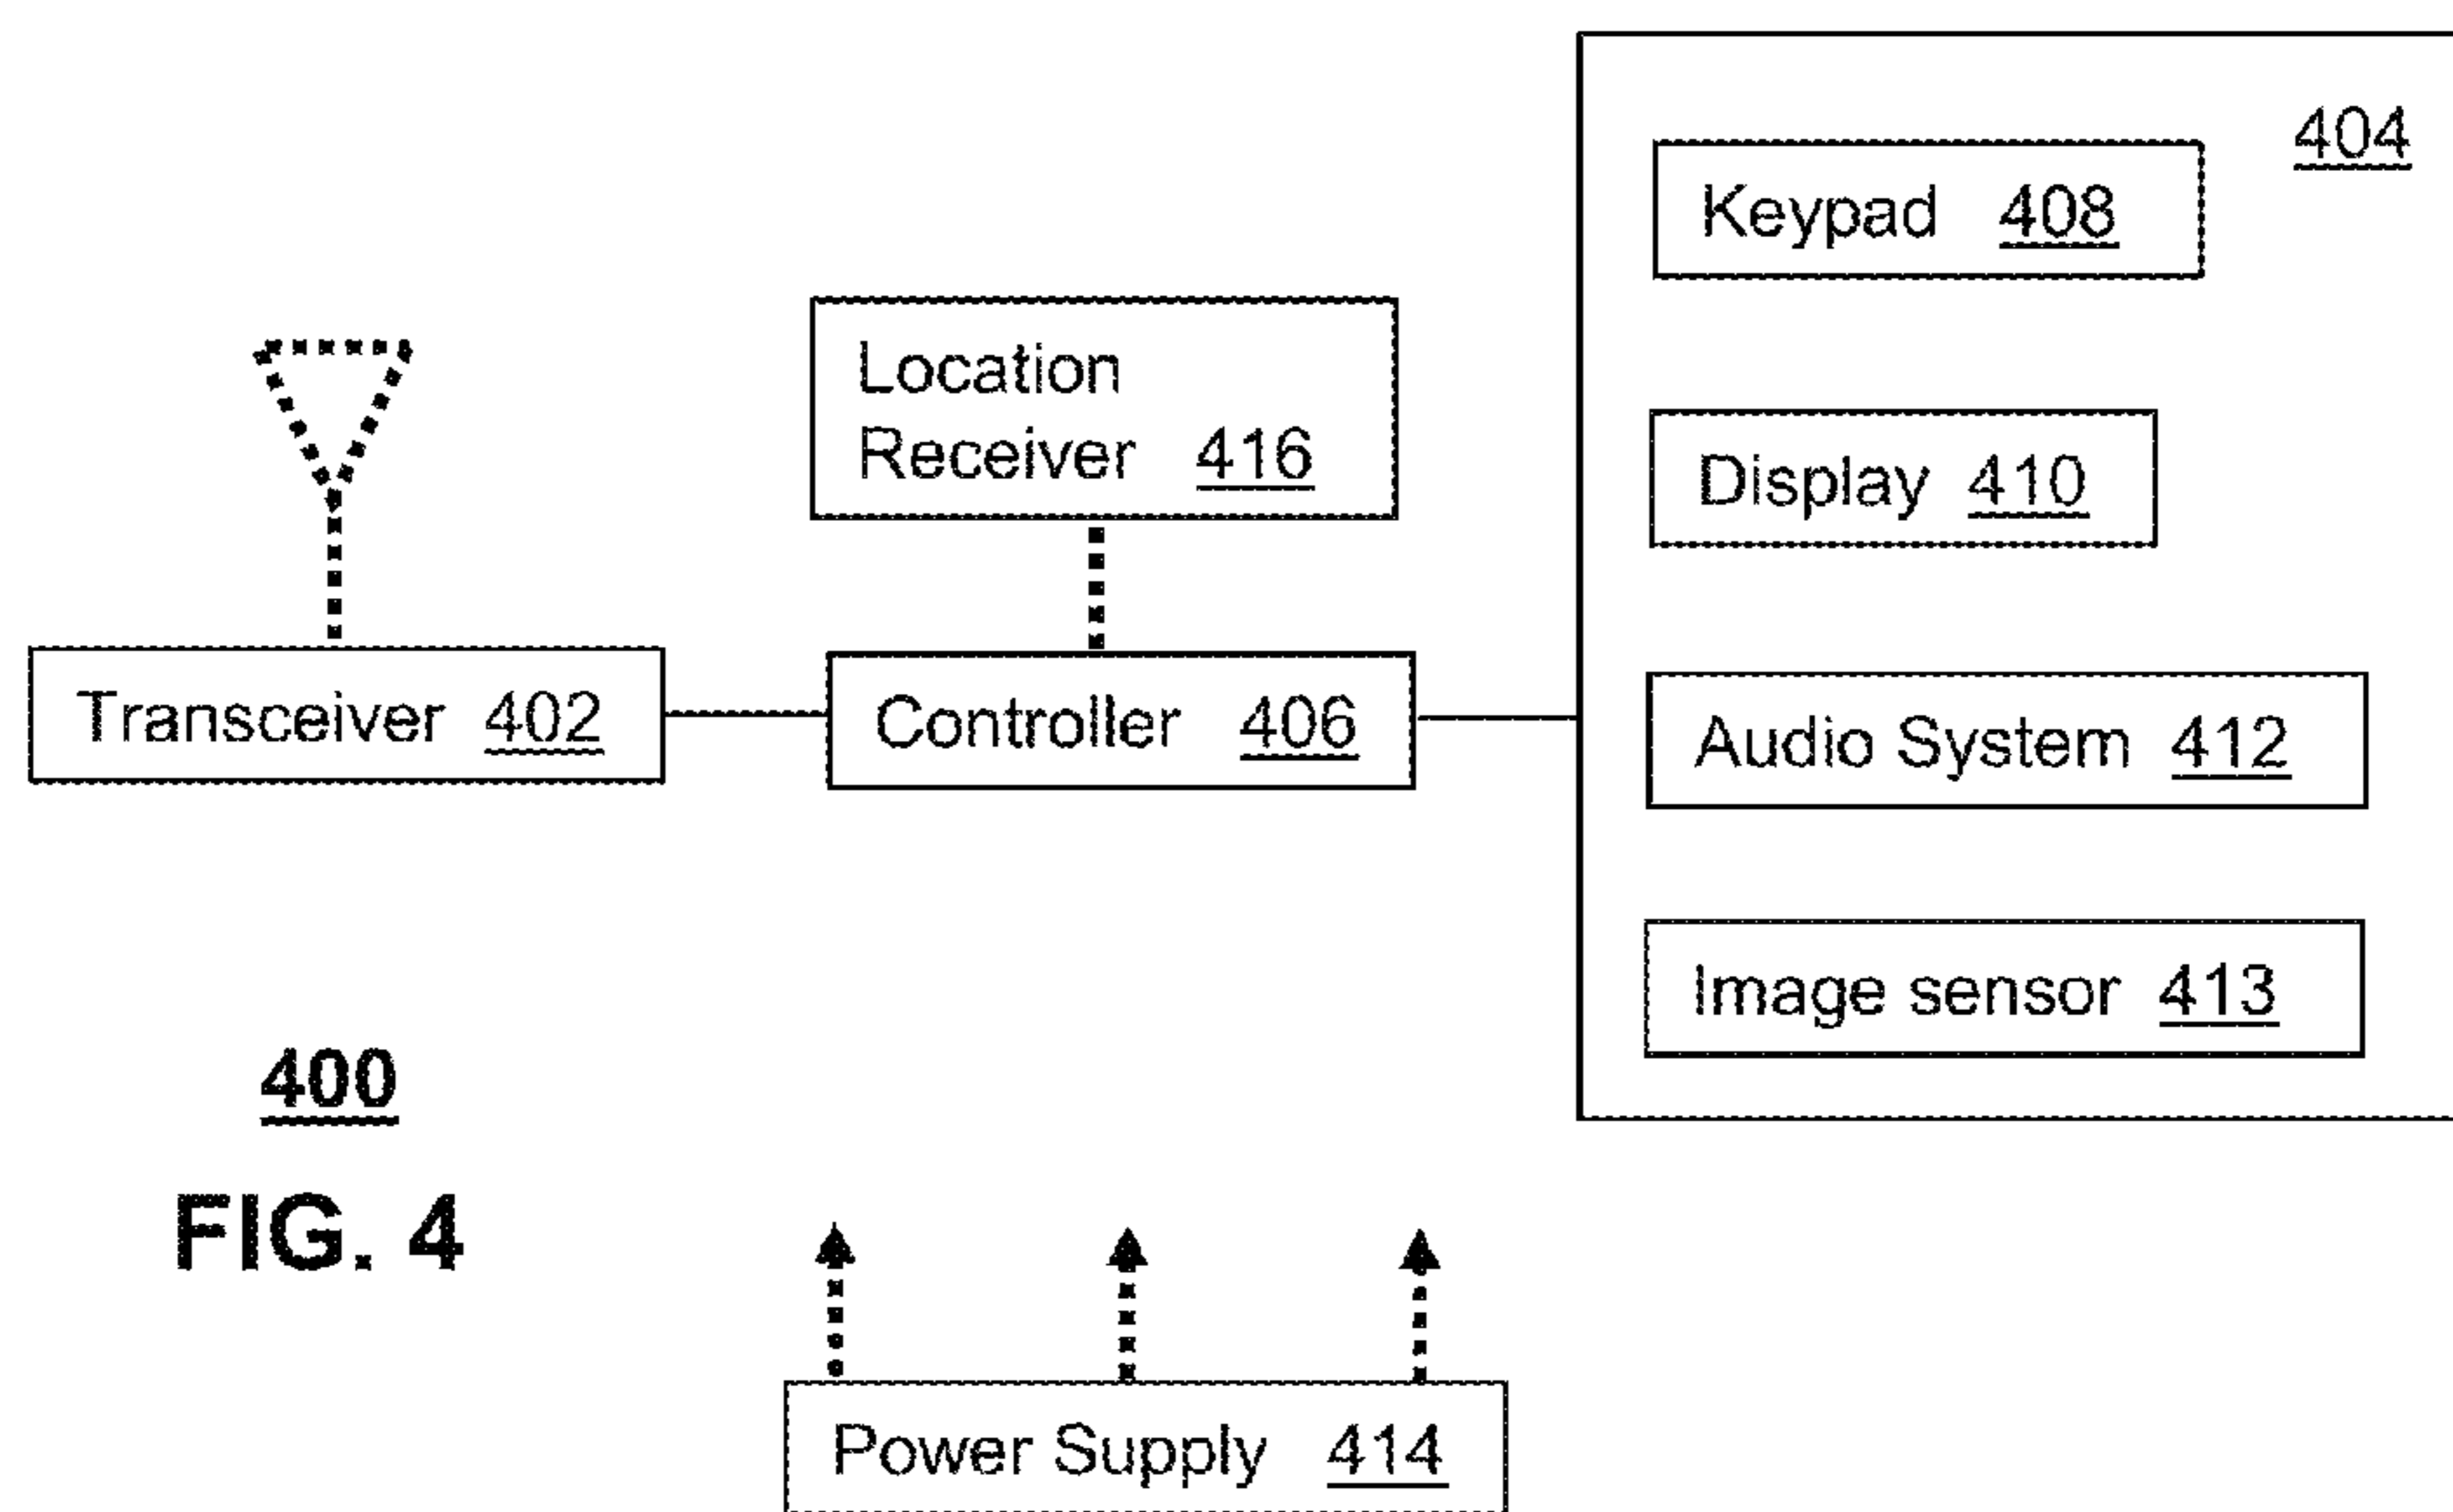 404
Keypad 408
Location
Receiver 416
Display 410
Transceiver 402
Controller 406
Audio System 412
Image sensor 413
400
FIG. 4
Power Supply 414